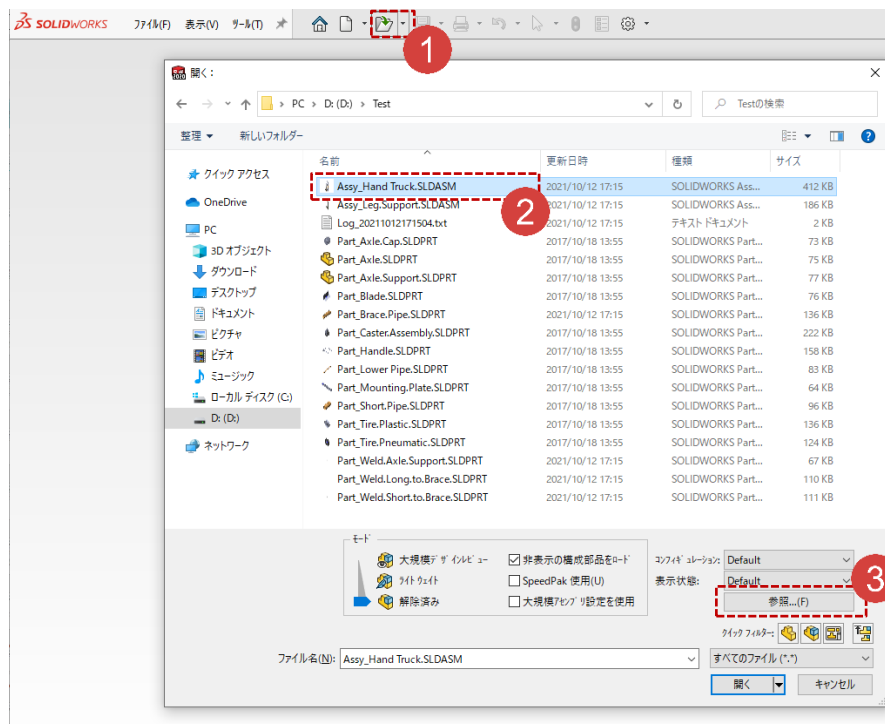 SOLIDWORKS ファイル(F) 表示(V) ツール(T)
1
開く:
PC > D: (D:) > Test Testの検索
整理 新しいフォルダー
名前 更新日時 種類 サイズ
クイック アクセス
OneDrive
PC
3D オブジェクト
ダウンロード
デスクトップ
ドキュメント
ピクチャ
ビデオ
ミュージック
ローカル ディスク (C:)
D: (D:)
ネットワーク
Assy_Hand Truck.SLDASM 2021/10/12 17:15 SOLIDWORKS Ass... 412 KB
2
Assy_Leg.Support.SLDASM 2021/10/12 17:15 SOLIDWORKS Ass... 186 KB
Log_20211012171504.txt 2021/10/12 17:15 テキスト ドキュメント 2 KB
Part_Axle.Cap.SLDPRT 2017/10/18 13:55 SOLIDWORKS Part... 73 KB
Part_Axle.SLDPRT 2017/10/18 13:55 SOLIDWORKS Part... 75 KB
Part_Axle.Support.SLDPRT 2017/10/18 13:55 SOLIDWORKS Part... 77 KB
Part_Blade.SLDPRT 2017/10/18 13:55 SOLIDWORKS Part... 76 KB
Part_Brace.Pipe.SLDPRT 2021/10/12 17:15 SOLIDWORKS Part... 136 KB
Part_Caster.Assembly.SLDPRT 2017/10/18 13:55 SOLIDWORKS Part... 222 KB
Part_Handle.SLDPRT 2017/10/18 13:55 SOLIDWORKS Part... 158 KB
Part_Lower Pipe.SLDPRT 2017/10/18 13:55 SOLIDWORKS Part... 83 KB
Part_Mounting.Plate.SLDPRT 2017/10/18 13:55 SOLIDWORKS Part... 64 KB
Part_Short.Pipe.SLDPRT 2017/10/18 13:55 SOLIDWORKS Part... 96 KB
Part_Tire.Plastic.SLDPRT 2017/10/18 13:55 SOLIDWORKS Part... 136 KB
Part_Tire.Pneumatic.SLDPRT 2017/10/18 13:55 SOLIDWORKS Part... 124 KB
Part_Weld.Axle.Support.SLDPRT 2021/10/12 17:15 SOLIDWORKS Part... 67 KB
Part_Weld.Long.to.Brace.SLDPRT 2021/10/12 17:15 SOLIDWORKS Part... 110 KB
Part_Weld.Short.to.Brace.SLDPRT 2021/10/12 17:15 SOLIDWORKS Part... 111 KB
モード
大規模デザインレビュー 非表示の構成部品をロード コンフィギュレーション: Default
ライトウェイト SpeedPak 使用(U) 表示状態: Default
解除済み 大規模アセンブリ設定を使用 参照...(F)
3
クイック フィルター:
ファイル名(N): Assy_Hand Truck.SLDASM すべてのファイル (*.*)
開く キャンセル